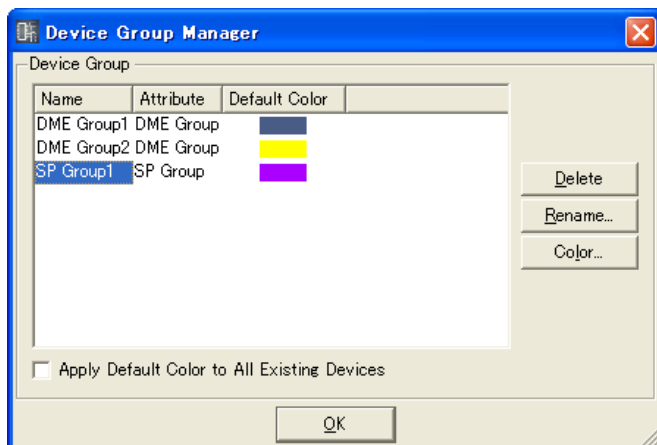 Device Group Manager
Device Group
Name Attribute Default Color
DME Group1 DME Group
DME Group2 DME Group
SP Group1 SP Group
Delete
Rename...
Color...
Apply Default Color to All Existing Devices
OK